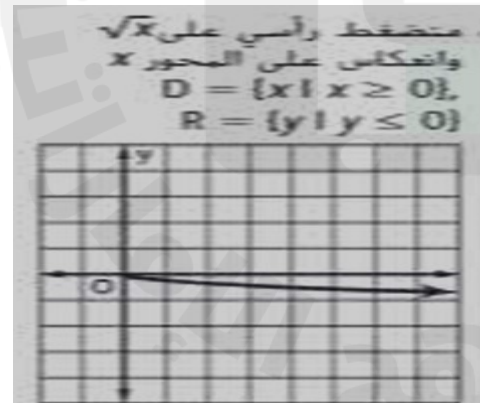 متضغط رأسي على √x
وانعكاس على المحور x
D = {x | x ≥ 0},
R = {y | y ≤ 0}
y
O